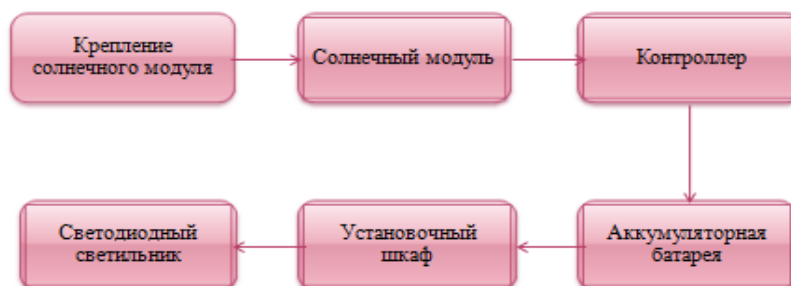 Крепление
солнечного модуля
Солнечный модуль
Контроллер
Аккумуляторная
батарея
Установочный
шкаф
Светодиодный
светильник